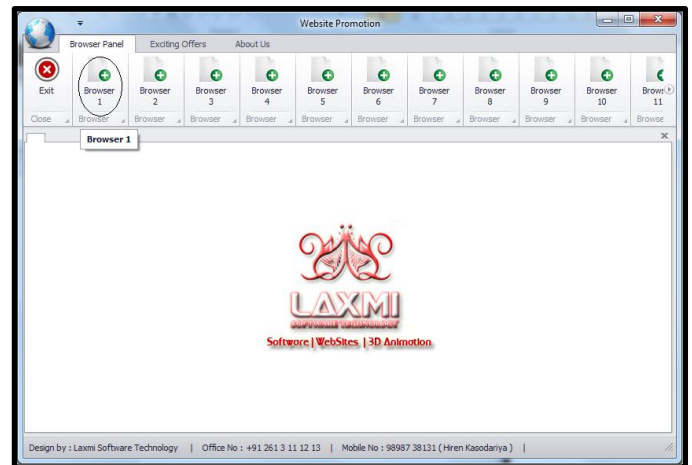 Website Promotion
Browser Panel Exciting Offers About Us
Exit Browser 1 Browser 2 Browser 3 Browser 4 Browser 5 Browser 6 Browser 7 Browser 8 Browser 9 Browser 10 Brows 11
Close Browser Browser Browser Browser Browser Browser Browser Browser Browser Browser Browse
Browser 1
LAXMI
SOFTWARE TECHNOLOGY
Software | WebSites | 3D Animotion
Design by : Laxmi Software Technology | Office No : +91 261 3 11 12 13 | Mobile No : 98987 38131 ( Hiren Kasodariya ) |